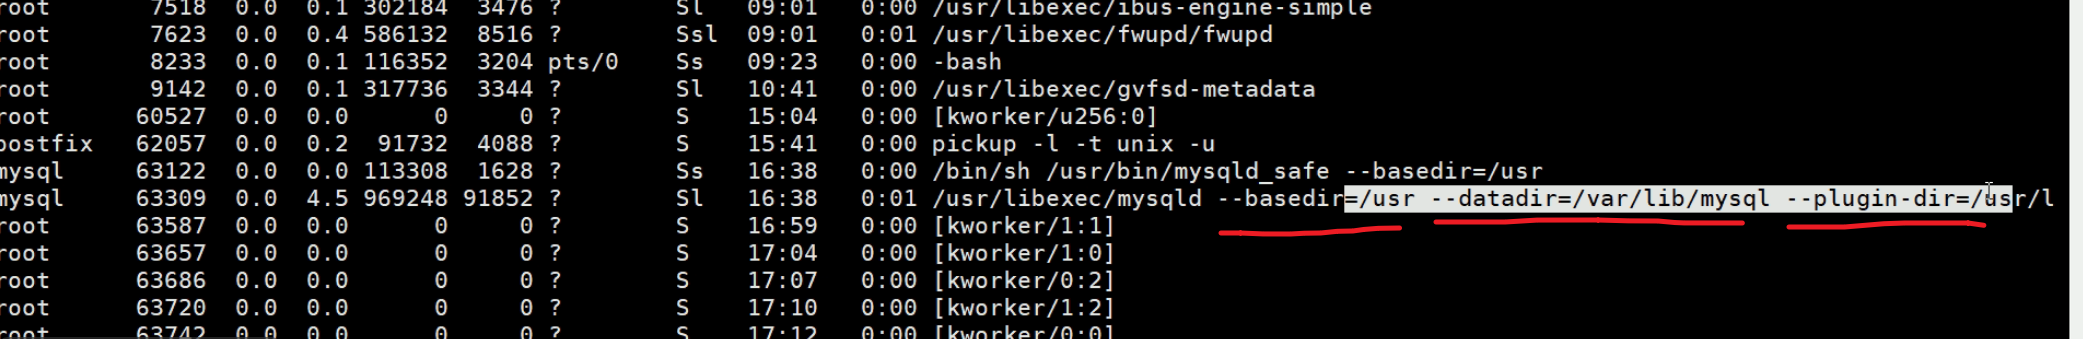 root 7518 0.0 0.1 302184 3476 ? Sl 09:01 0:00 /usr/libexec/ibus-engine-simple
root 7623 0.0 0.4 586132 8516 ? Ssl 09:01 0:01 /usr/libexec/fwupd/fwupd
root 8233 0.0 0.1 116352 3204 pts/0 Ss 09:23 0:00 -bash
root 9142 0.0 0.1 317736 3344 ? Sl 10:41 0:00 /usr/libexec/gvfsd-metadata
root 60527 0.0 0.0 0 0 ? S 15:04 0:00 [kworker/u256:0]
postfix 62057 0.0 0.2 91732 4088 ? S 15:41 0:00 pickup -l -t unix -u
mysql 63122 0.0 0.0 113308 1628 ? Ss 16:38 0:00 /bin/sh /usr/bin/mysqld_safe --basedir=/usr
mysql 63309 0.0 4.5 969248 91852 ? Sl 16:38 0:01 /usr/libexec/mysqld --basedir=/usr --datadir=/var/lib/mysql --plugin-dir=/usr/l
root 63587 0.0 0.0 0 0 ? S 16:59 0:00 [kworker/1:1]
root 63657 0.0 0.0 0 0 ? S 17:04 0:00 [kworker/1:0]
root 63686 0.0 0.0 0 0 ? S 17:07 0:00 [kworker/0:2]
root 63720 0.0 0.0 0 0 ? S 17:10 0:00 [kworker/1:2]
root 63742 0.0 0.0 0 0 ? S 17:12 0:00 [kworker/0:0]